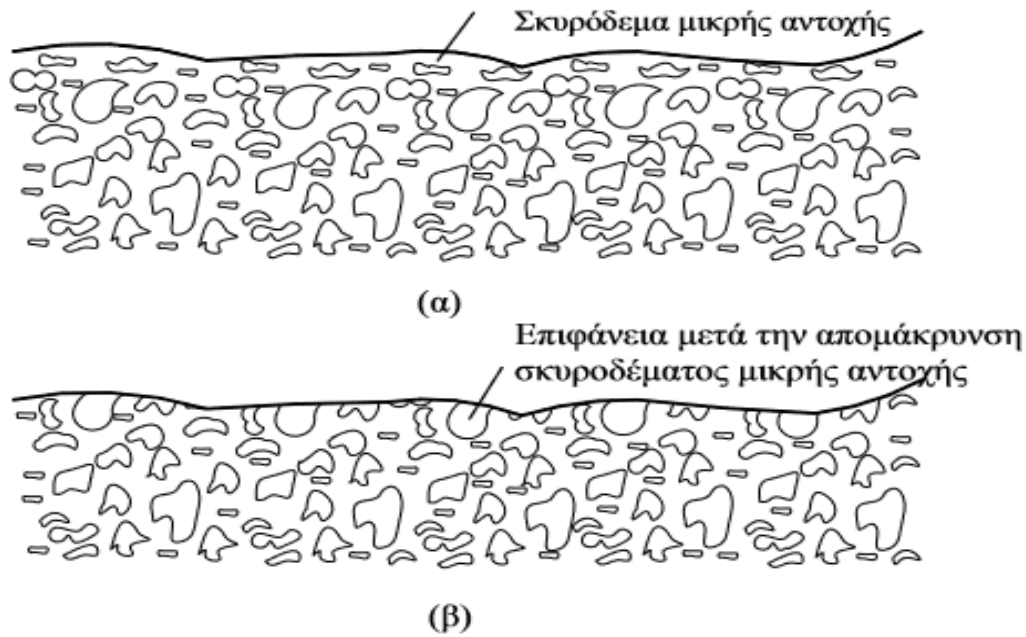 Σκυρόδεμα μικρής αντοχής
(α)
Επιφάνεια μετά την απομάκρυνση
σκυροδέματος μικρής αντοχής
(β)